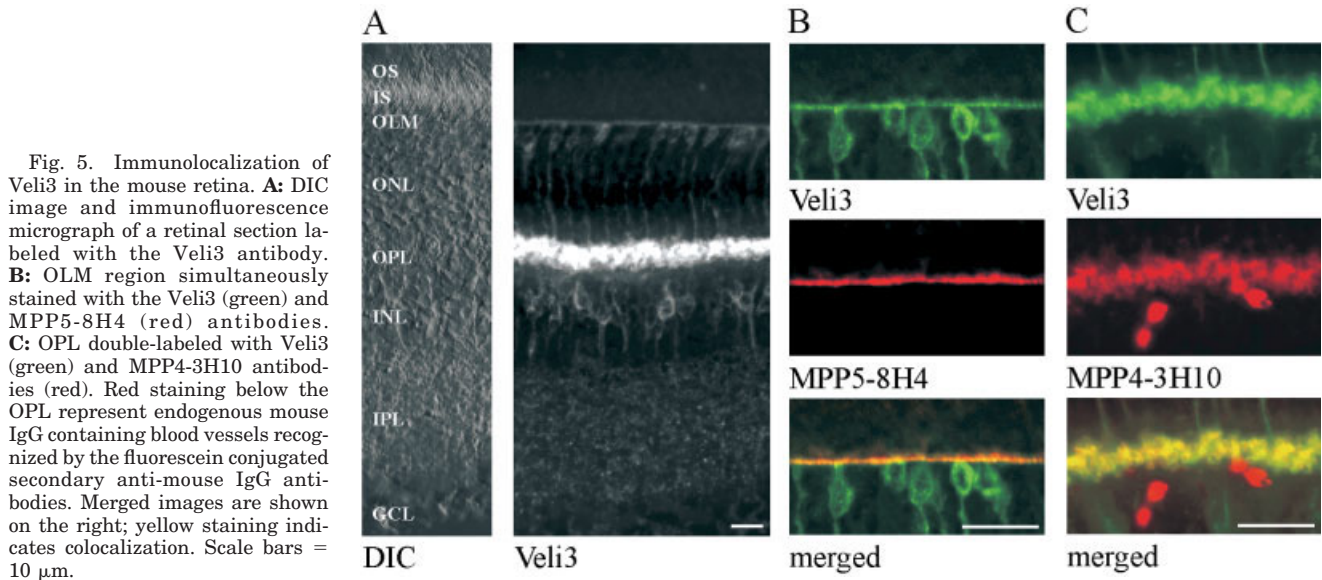 Fig. 5. Immunolocalization of
Veli3 in the mouse retina. A: DIC
image and immunofluorescence
micrograph of a retinal section la-
beled with the Veli3 antibody.
B: OLM region simultaneously
stained with the Veli3 (green) and
MPP5-8H4 (red) antibodies.
C: OPL double-labeled with Veli3
(green) and MPP4-3H10 antibod-
ies (red). Red staining below the
OPL represent endogenous mouse
IgG containing blood vessels recog-
nized by the fluorescein conjugated
secondary anti-mouse IgG anti-
bodies. Merged images are shown
on the right; yellow staining indi-
cates colocalization. Scale bars =
10 μm.
A
OS
IS
OLM
ONL
OPL
INL
IPL
GCL
DIC
Veli3
B
Veli3
MPP5-8H4
merged
C
Veli3
MPP4-3H10
merged